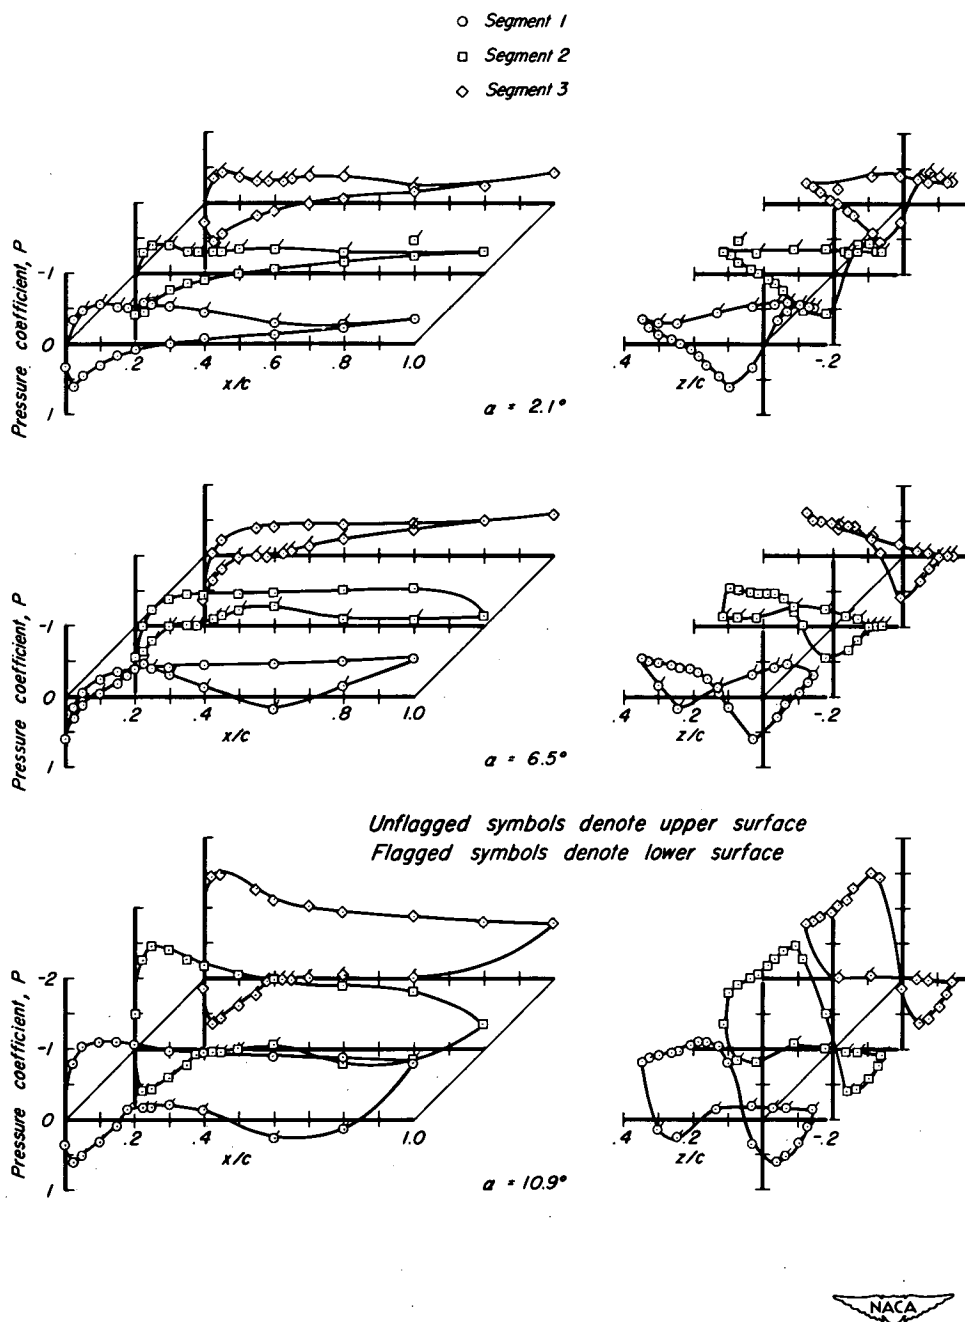 Segment 1
Segment 2
Segment 3
Pressure coefficient, P
-1
0
1
.2
.4
1.0
x/c
α = 2.1°
.4
.2
-.2
z/c
Pressure coefficient, P
-1
0
1
.2
.4
1.0
x/c
α = 6.5°
.4
.2
-.2
z/c
Unflagged symbols denote upper surface
Flagged symbols denote lower surface
Pressure coefficient, P
-2
-1
0
1
.2
.4
1.0
x/c
α = 10.9°
.4
.2
-.2
z/c
NACA